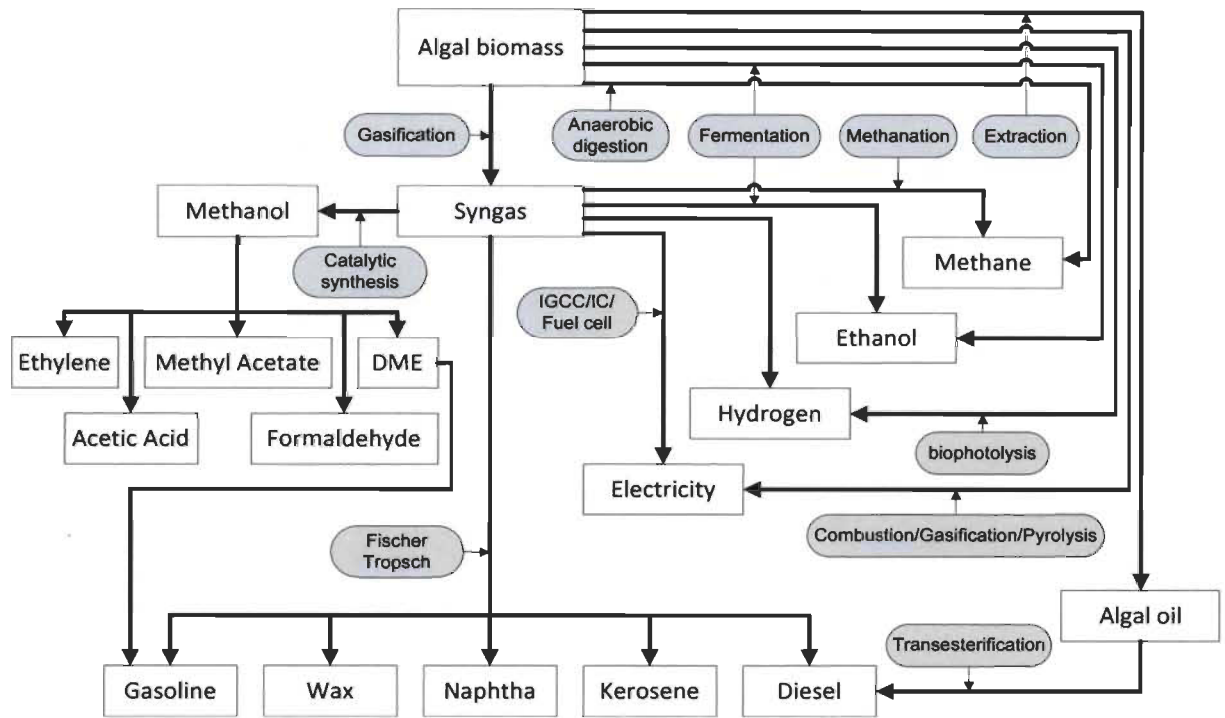 Algal biomass
Gasification
Anaerobic
digestion
Fermentation
Methanation
Extraction
Methanol
Syngas
Catalytic
synthesis
Methane
IGCC/IC/
Fuel cell
Ethanol
Ethylene
Methyl Acetate
DME
Hydrogen
Acetic Acid
Formaldehyde
biophotolysis
Electricity
Combustion/Gasification/Pyrolysis
Fischer
Tropsch
Algal oil
Transesterification
Gasoline
Wax
Naphtha
Kerosene
Diesel